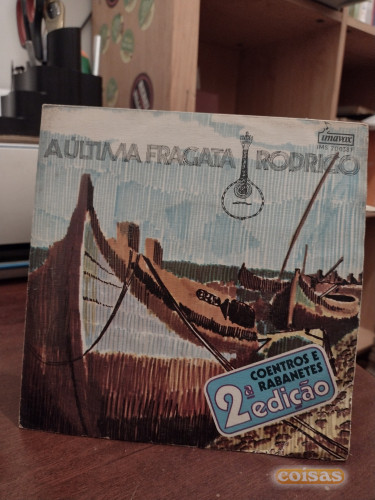 imavox
A ÚLTIMA FRAGATA RODRIGO
COENTROS E
RABANETES
2ª edição
coisas